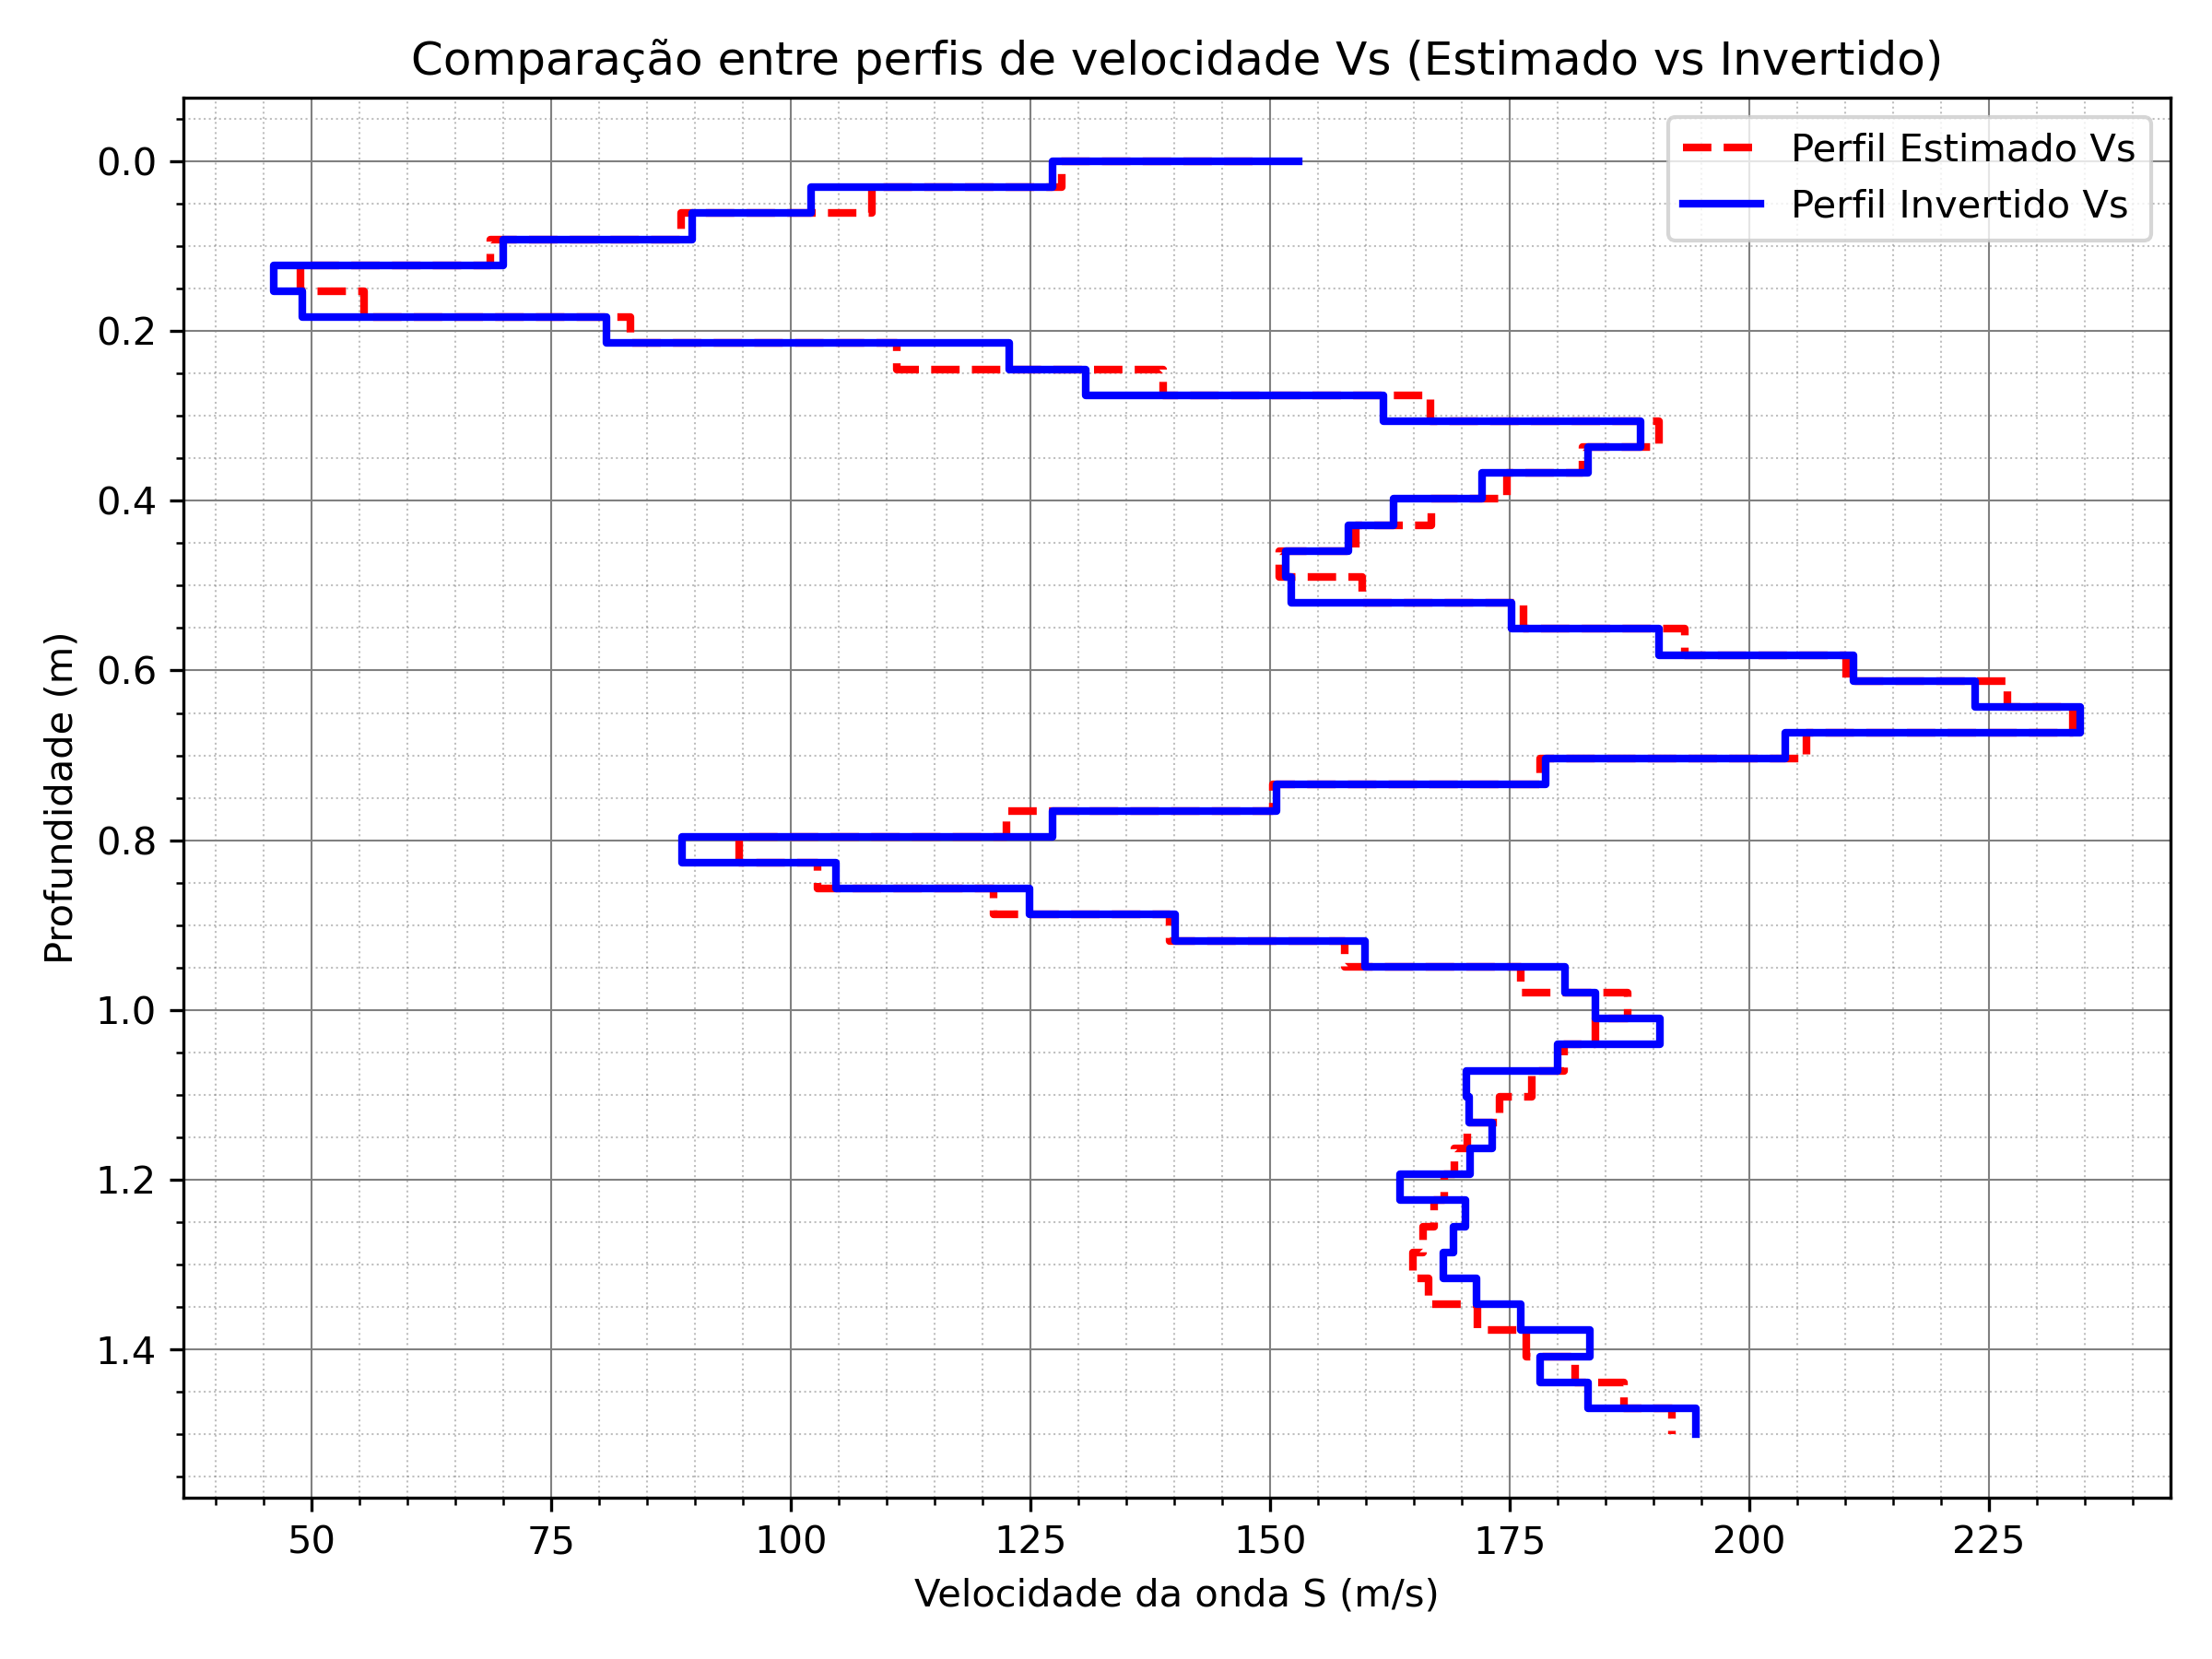 Comparação entre perfis de velocidade Vs (Estimado vs Invertido)
Perfil Estimado Vs
Perfil Invertido Vs
Profundidade (m)
0.0
0.2
0.4
0.6
0.8
1.0
1.2
1.4
50 75 100 125 150 175 200 225
Velocidade da onda S (m/s)